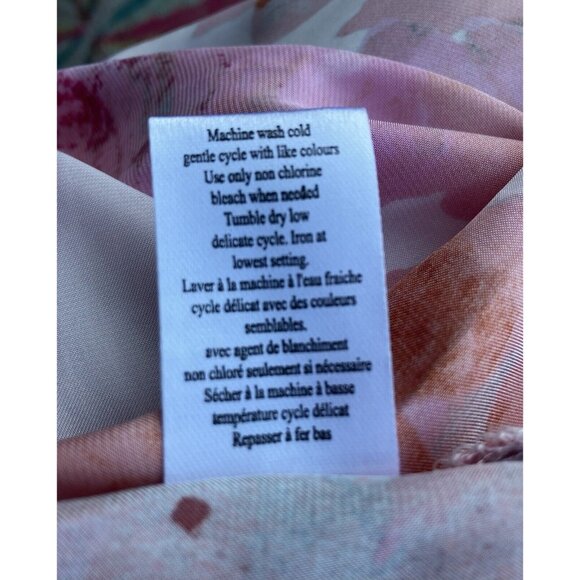 Machine wash cold
gentle cycle with like colours
Use only non chlorine
bleach when needed
Tumble dry low
delicate cycle. Iron at
lowest setting.
Laver à la machine à l'eau fraiche
cycle délicat avec des couleurs
semblables.
avec agent de blanchiment
non chloré seulement si nécessaire
Sécher à la machine à basse
température cycle délicat
Repasser à fer bas